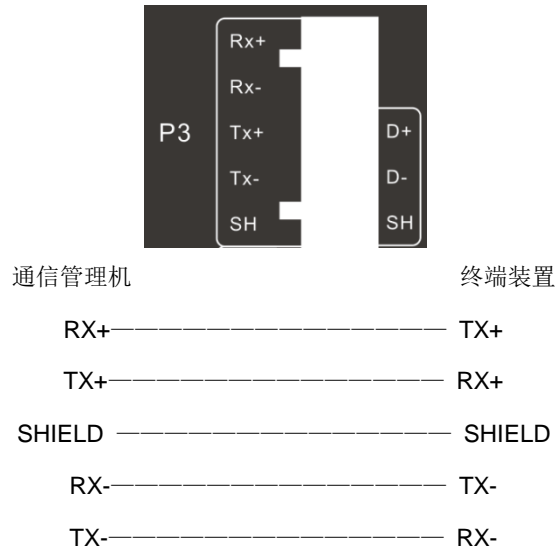 Rx+
Rx-
P3 Tx+ D+
Tx- D-
SH SH
通信管理机 终端装置
RX+———————————————TX+
TX+———————————————RX+
SHIELD ———————————————SHIELD
RX-———————————————TX-
TX-———————————————RX-